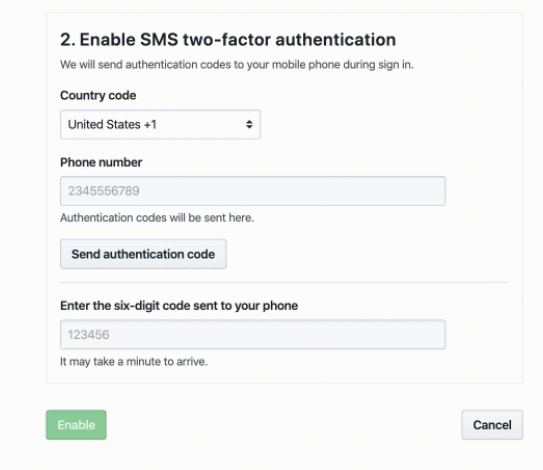 2. Enable SMS two-factor authentication
We will send authentication codes to your mobile phone during sign in.
Country code
United States +1
Phone number
2345556789
Authentication codes will be sent here.
Send authentication code
Enter the six-digit code sent to your phone
123456
It may take a minute to arrive.
Enable
Cancel